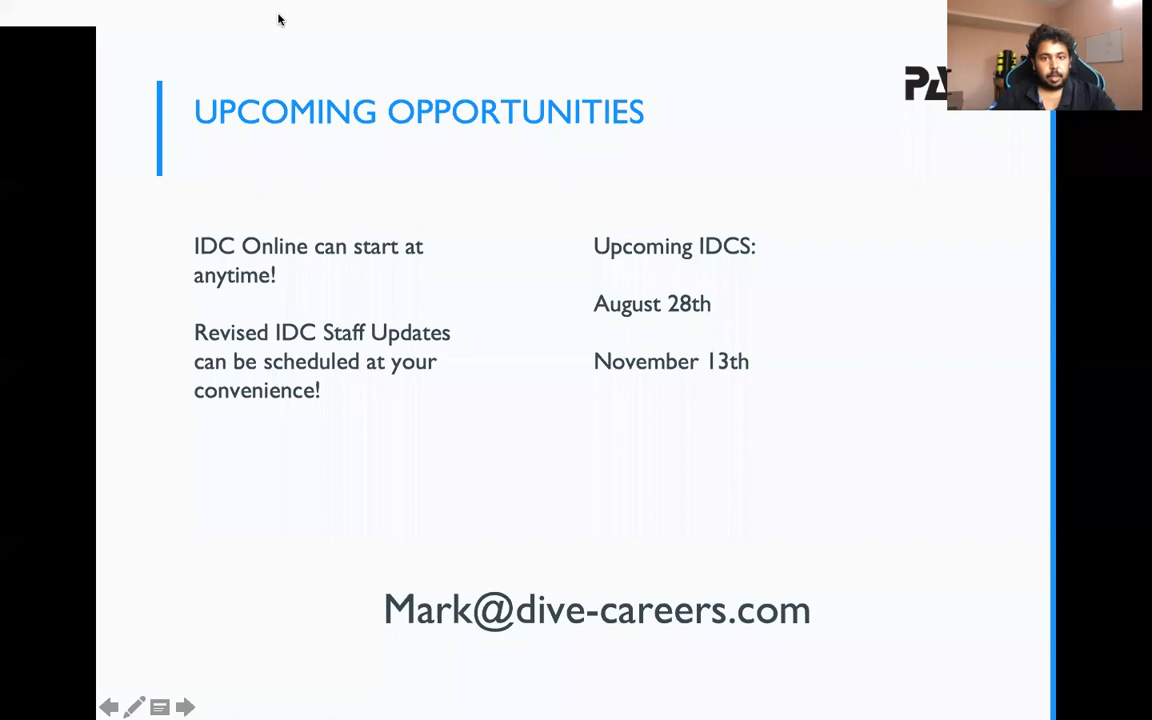 UPCOMING OPPORTUNITIES
IDC Online can start at
anytime!
Revised IDC Staff Updates
can be scheduled at your
convenience!
Upcoming IDCS:
August 28th
November 13th
Mark@dive-careers.com